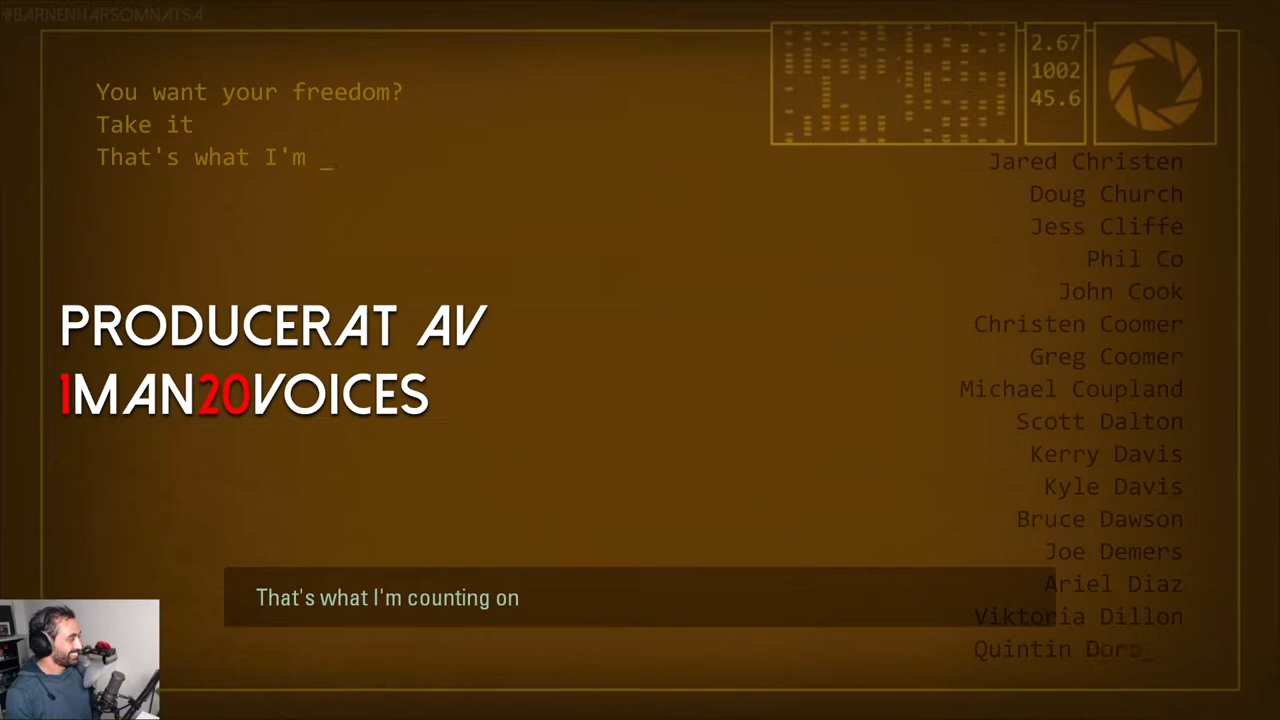 @BARNENHARSOMNATSA
You want your freedom?
Take it
That's what I'm _
2.67
1002
45.6
Jared Christen
Doug Church
Jess Cliffe
Phil Co
John Cook
Christen Coomer
Greg Coomer
Michael Coupland
Scott Dalton
Kerry Davis
Kyle Davis
Bruce Dawson
Joe Demers
Ariel Diaz
Viktoria Dillon
Quintin Doro
PRODUCERAT AV
1MAN20VOICES
That's what I'm counting on